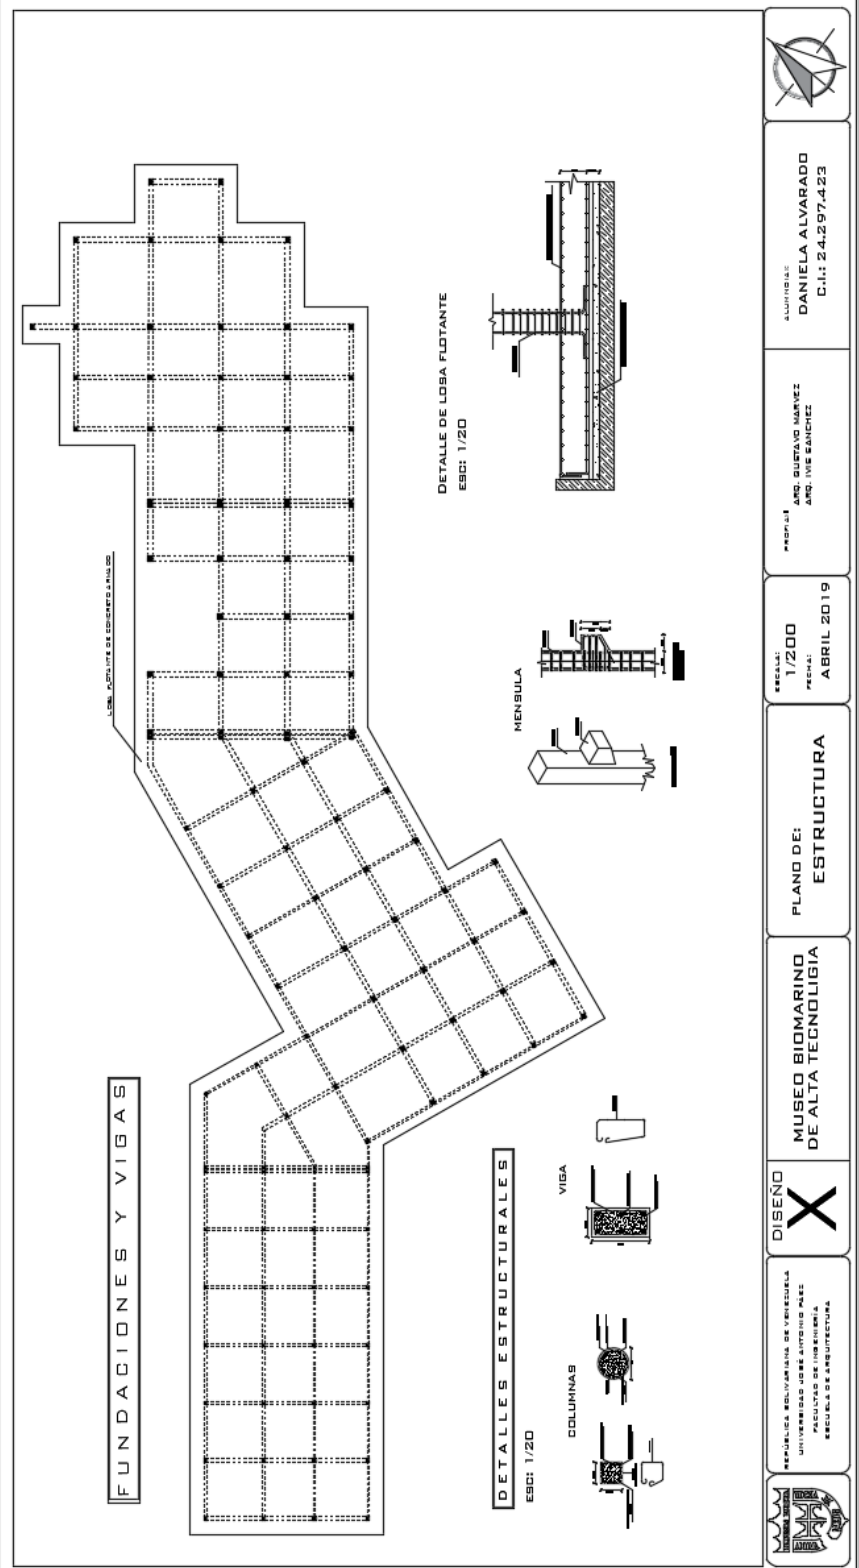 FUNDACIONES Y VIGAS
LOSA FLOTANTE DE CONCRETO ARMADO
DETALLES ESTRUCTURALES
ESC: 1/20
COLUMNAS
VIGA
MENSULA
DETALLE DE LOSA FLOTANTE
ESC: 1/20
REPÚBLICA BOLIVARIANA DE VENEZUELA
UNIVERSIDAD JOSÉ ANTONIO PÁEZ
FACULTAD DE INGENIERÍA
ESCUELA DE ARQUITECTURA
DISEÑO
X
MUSEO BIOMARINO
DE ALTA TECNOLIGIA
PLANO DE:
ESTRUCTURA
ESCALA:
1/200
FECHA:
ABRIL 2019
ARQ. GUSTAVO MARVEZ
ARQ. IVIS SANCHEZ
DANIELA ALVARADO
C.I.: 24.297.423